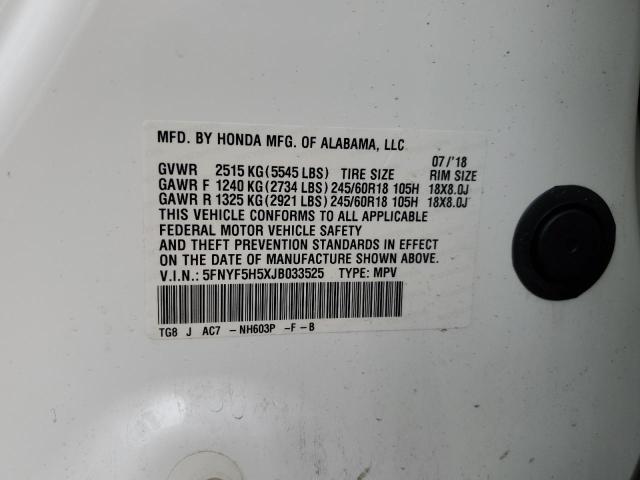 MFD. BY HONDA MFG. OF ALABAMA, LLC
07/'18
GVWR 2515 KG(5545 LBS) TIRE SIZE RIM SIZE
GAWR F 1240 KG(2734 LBS) 245/60R18 105H 18X8.0J
GAWR R 1325 KG(2921 LBS) 245/60R18 105H 18X8.0J
THIS VEHICLE CONFORMS TO ALL APPLICABLE
FEDERAL MOTOR VEHICLE SAFETY
AND THEFT PREVENTION STANDARDS IN EFFECT
ON THE DATE OF MANUFACTURE SHOWN ABOVE.
V.I.N.: 5FNYF5H5XJB033525 TYPE: MPV
TG8 J AC7 -NH603P -F-B